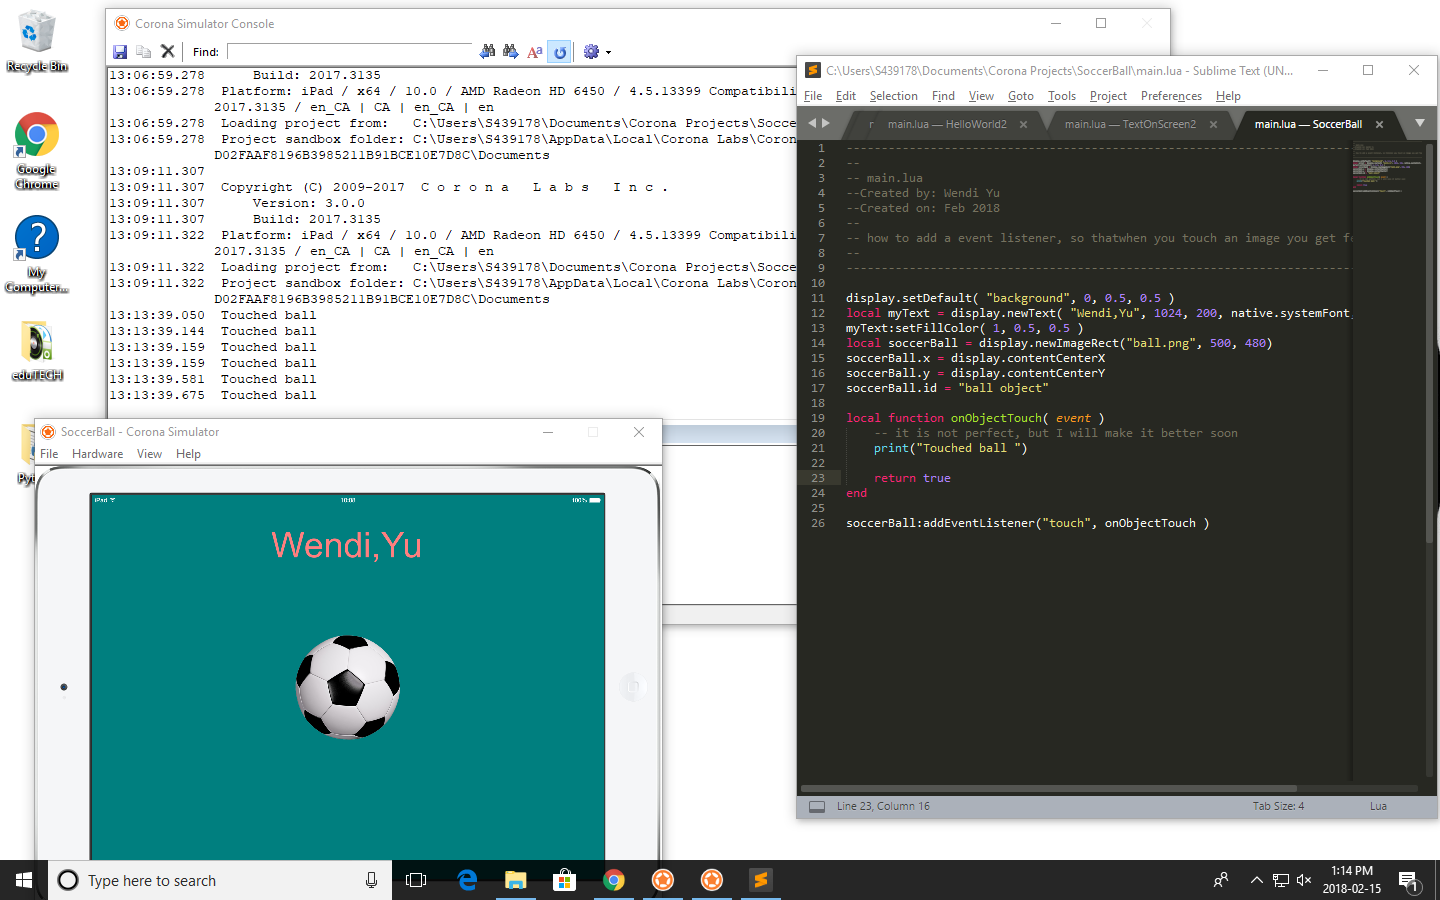 Recycle Bin
Google
Chrome
My
Computer...
eduTECH
Corona Simulator Console
Find:
13:06:59.278      Build: 2017.3135
13:06:59.278  Platform: iPad / x64 / 10.0 / AMD Radeon HD 6450 / 4.5.13399 Compatibili
2017.3135 / en_CA | CA | en_CA | en
13:06:59.278  Loading project from:   C:\Users\S439178\Documents\Corona Projects\Socce
13:06:59.278  Project sandbox folder: C:\Users\S439178\AppData\Local\Corona Labs\Coron
D02FAAF8196B3985211B91BCE10E7D8C\Documents
13:09:11.307
13:09:11.307  Copyright (C) 2009-2017  C o r o n a   L a b s   I n c .
13:09:11.307      Version: 3.0.0
13:09:11.307      Build: 2017.3135
13:09:11.322  Platform: iPad / x64 / 10.0 / AMD Radeon HD 6450 / 4.5.13399 Compatibili
2017.3135 / en_CA | CA | en_CA | en
13:09:11.322  Loading project from:   C:\Users\S439178\Documents\Corona Projects\Socce
13:09:11.322  Project sandbox folder: C:\Users\S439178\AppData\Local\Corona Labs\Coron
D02FAAF8196B3985211B91BCE10E7D8C\Documents
13:13:39.050  Touched ball
13:13:39.144  Touched ball
13:13:39.159  Touched ball
13:13:39.159  Touched ball
13:13:39.581  Touched ball
13:13:39.675  Touched ball
SoccerBall - Corona Simulator
File Hardware View Help
iPad 10:08 100%
Wendi,Yu
C:\Users\S439178\Documents\Corona Projects\SoccerBall\main.lua - Sublime Text (UN...
File Edit Selection Find View Goto Tools Project Preferences Help
r main.lua — HelloWorld2 main.lua — TextOnScreen2 main.lua — SoccerBall
1 --------------------------------------------------------------------------
2 --
3 -- main.lua
4 --Created by: Wendi Yu
5 --Created on: Feb 2018
6 --
7 -- how to add a event listener, so thatwhen you touch an image you get fe
8 --
9 --------------------------------------------------------------------------
10
11 display.setDefault( "background", 0, 0.5, 0.5 )
12 local myText = display.newText( "Wendi,Yu", 1024, 200, native.systemFont,
13 myText:setFillColor( 1, 0.5, 0.5 )
14 local soccerBall = display.newImageRect("ball.png", 500, 480)
15 soccerBall.x = display.contentCenterX
16 soccerBall.y = display.contentCenterY
17 soccerBall.id = "ball object"
18
19 local function onObjectTouch( event )
20     -- it is not perfect, but I will make it better soon
21     print("Touched ball ")
22
23     return true
24 end
25
26 soccerBall:addEventListener("touch", onObjectTouch )
Line 23, Column 16 Tab Size: 4 Lua
Type here to search
1:14 PM
2018-02-15
1